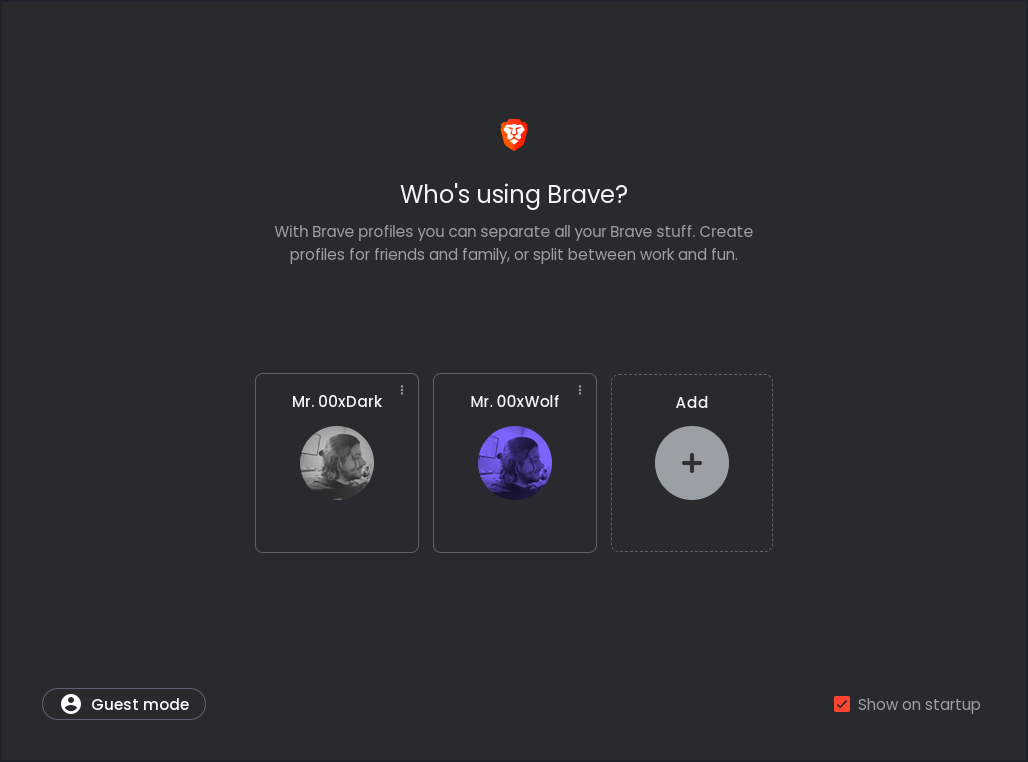 Who's using Brave?
With Brave profiles you can separate all your Brave stuff. Create
profiles for friends and family, or split between work and fun.
Mr. 00xDark
Mr. 00xWolf
Add
Guest mode
Show on startup